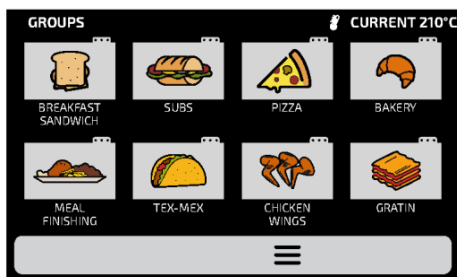 GROUPS
CURRENT 210°C
BREAKFAST
SANDWICH
SUBS
PIZZA
BAKERY
MEAL
FINISHING
TEX-MEX
CHICKEN
WINGS
GRATIN